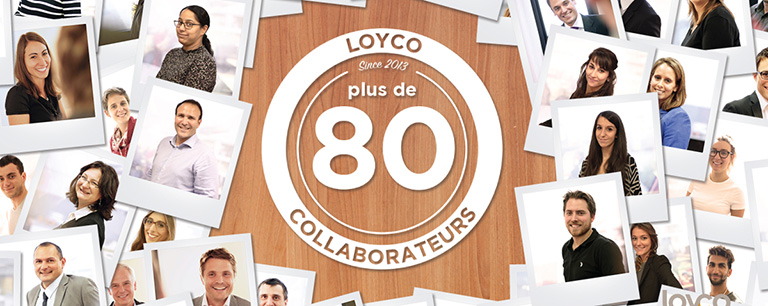 LOYCO
Since 2013
plus de
80
COLLABORATEURS
loyco